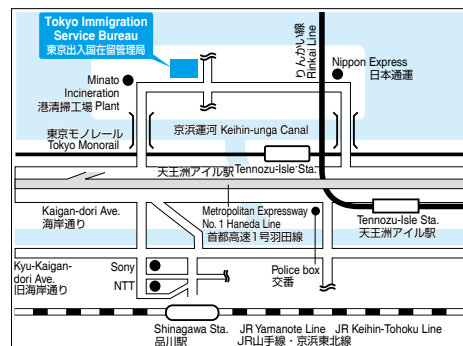 Tokyo Immigration
Service Bureau
東京出入国在留管理局
りんかい線
Rinkai Line
Nippon Express
日本通運
Minato
Incineration
港清掃工場 Plant
東京モノレール
Tokyo Monorail
京浜運河 Keihin-unga Canal
天王洲アイル駅 Tennozu-Isle Sta.
Kaigan-dori Ave.
海岸通り
Metropolitan Expressway
No. 1 Haneda Line
首都高速1号羽田線
Tennozu-Isle Sta.
天王洲アイル駅
Kyu-Kaigan-
dori Ave.
旧海岸通り
Sony
NTT
Police box
交番
Shinagawa Sta.
品川駅
JR Yamanote Line JR Keihin-Tohoku Line
JR山手線・京浜東北線